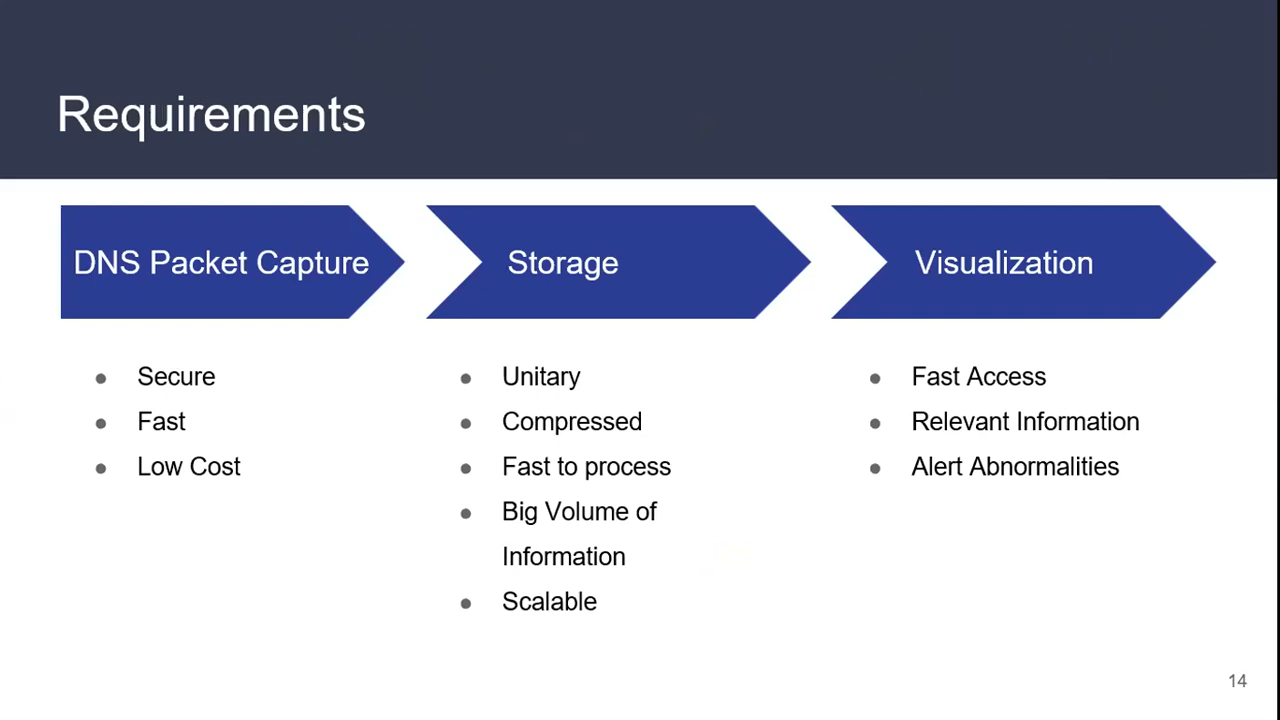 Requirements
DNS Packet Capture
Storage
Visualization
● Secure
● Fast
● Low Cost
● Unitary
● Compressed
● Fast to process
● Big Volume of
Information
● Scalable
● Fast Access
● Relevant Information
● Alert Abnormalities
14